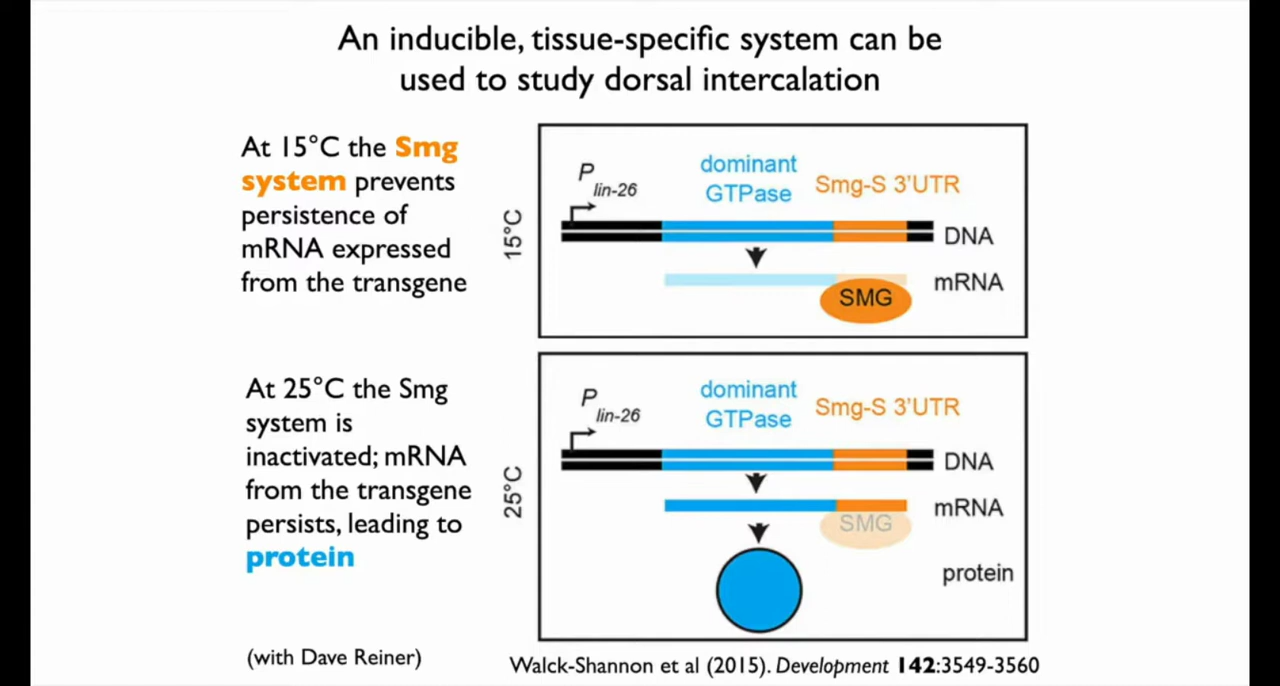 An inducible, tissue-specific system can be
used to study dorsal intercalation
At 15°C the Smg
system prevents
persistence of
mRNA expressed
from the transgene
15°C
P lin-26
dominant
GTPase
Smg-S 3'UTR
DNA
mRNA
SMG
At 25°C the Smg
system is
inactivated; mRNA
from the transgene
persists, leading to
protein
25°C
P lin-26
dominant
GTPase
Smg-S 3'UTR
DNA
mRNA
SMG
protein
(with Dave Reiner)
Walck-Shannon et al (2015). Development 142:3549-3560